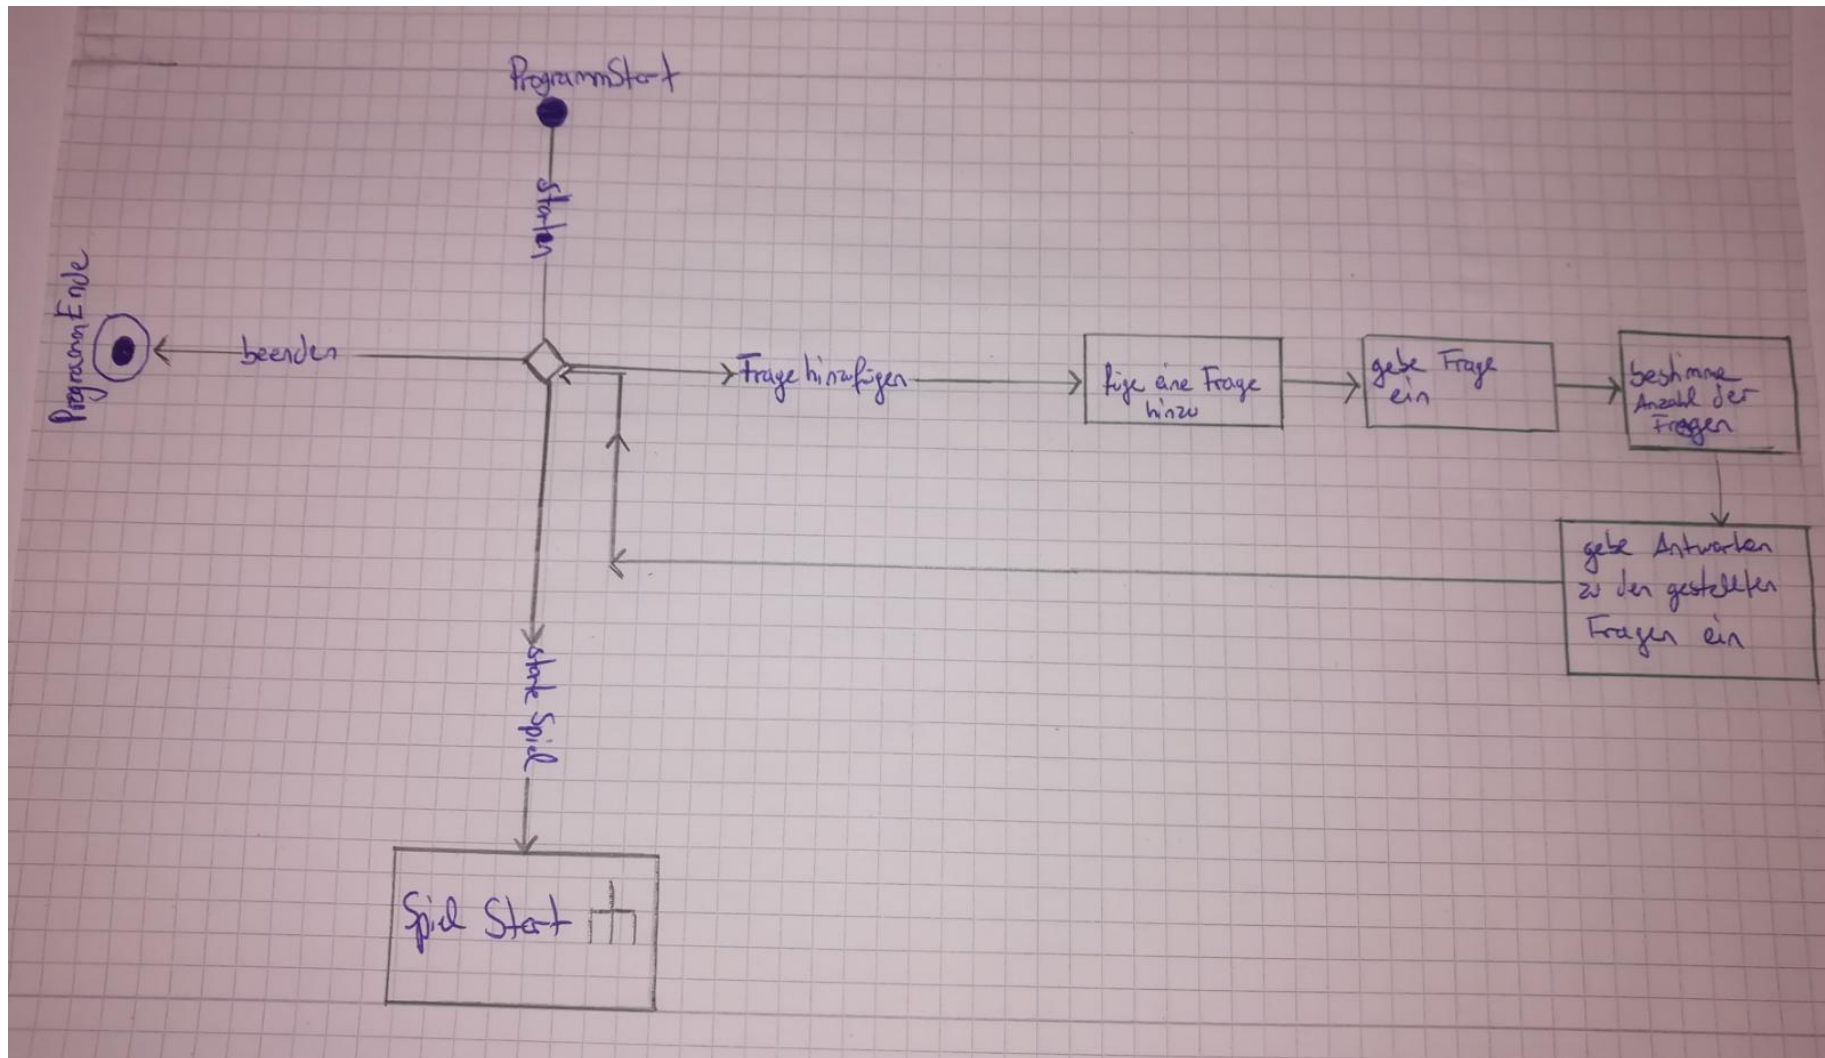 ProgrammStart
starten
ProgrammEnde
beenden
Frage hinzufügen
füge eine Frage
hinzu
gebe Frage
ein
bestimme
Anzahl der
Fragen
gebe Antworten
zu den gestellten
Fragen ein
starte Spiel
Spiel Start